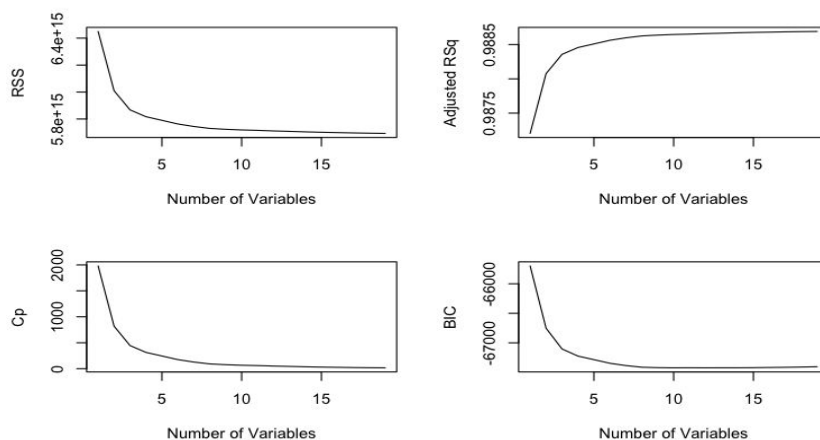 RSS
5.8e+15
6.4e+15
5
10
15
Number of Variables
Adjusted RSq
0.9875
0.9885
5
10
15
Number of Variables
Cp
0
1000
2000
5
10
15
Number of Variables
BIC
-67000
-66000
5
10
15
Number of Variables